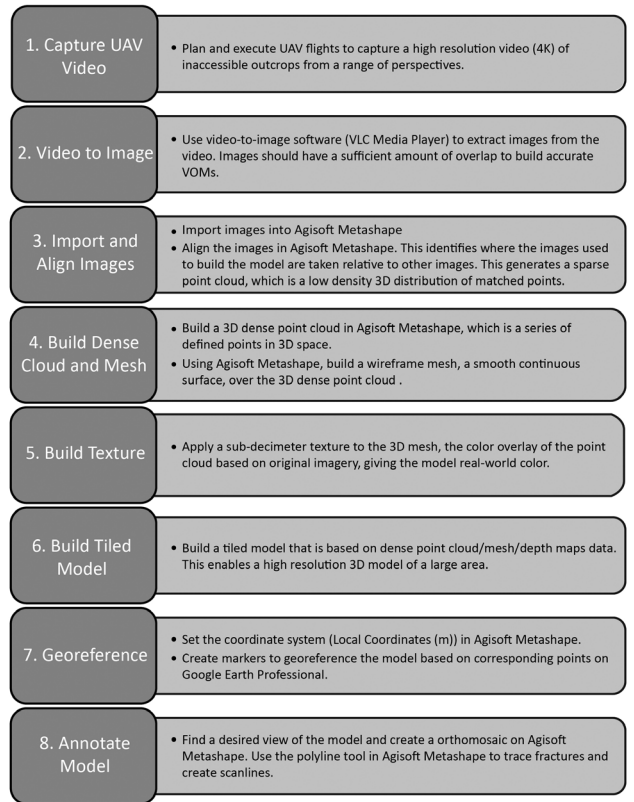 1. Capture UAV
Video
• Plan and execute UAV flights to capture a high resolution video (4K) of
inaccessible outcrops from a range of perspectives.
2. Video to Image
• Use video-to-image software (VLC Media Player) to extract images from the
video. Images should have a sufficient amount of overlap to build accurate
VOMs.
3. Import and
Align Images
• Import images into Agisoft Metashape
• Align the images in Agisoft Metashape. This identifies where the images used
to build the model are taken relative to other images. This generates a sparse
point cloud, which is a low density 3D distribution of matched points.
4. Build Dense
Cloud and Mesh
• Build a 3D dense point cloud in Agisoft Metashape, which is a series of
defined points in 3D space.
• Using Agisoft Metashape, build a wireframe mesh, a smooth continuous
surface, over the 3D dense point cloud .
5. Build Texture
• Apply a sub-decimeter texture to the 3D mesh, the color overlay of the point
cloud based on original imagery, giving the model real-world color.
6. Build Tiled
Model
• Build a tiled model that is based on dense point cloud/mesh/depth maps data.
This enables a high resolution 3D model of a large area.
7. Georeference
• Set the coordinate system (Local Coordinates (m)) in Agisoft Metashape.
• Create markers to georeference the model based on corresponding points on
Google Earth Professional.
8. Annotate
Model
• Find a desired view of the model and create a orthomosaic on Agisoft
Metashape. Use the polyline tool in Agisoft Metashape to trace fractures and
create scanlines.